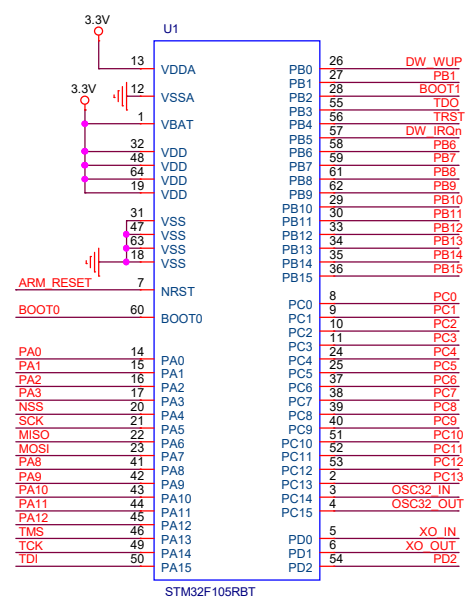 3.3V
U1
13 VDDA PB0 26 DW_WUP
3.3V
PB1 27 PB1
12 VSSA PB2 28 BOOT1
PB3 55 TDO
1 VBAT PB4 56 TRST
PB5 57 DW_IRQn
32 VDD PB6 58 PB6
48 VDD PB7 59 PB7
64 VDD PB8 61 PB8
19 VDD PB9 62 PB9
PB10 29 PB10
31 VSS PB11 30 PB11
47 VSS PB12 33 PB12
63 VSS PB13 34 PB13
18 VSS PB14 35 PB14
PB15 36 PB15
ARM_RESET 7 NRST
PC0 8 PC0
BOOT0 60 BOOT0 PC1 9 PC1
PC2 10 PC2
PC3 11 PC3
PA0 14 PA0 PC4 24 PC4
PA1 15 PA1 PC5 25 PC5
PA2 16 PA2 PC6 37 PC6
PA3 17 PA3 PC7 38 PC7
NSS 20 PA4 PC8 39 PC8
SCK 21 PA5 PC9 40 PC9
MISO 22 PA6 PC10 51 PC10
MOSI 23 PA7 PC11 52 PC11
PA8 41 PA8 PC12 53 PC12
PA9 42 PA9 PC13 2 PC13
PA10 43 PA10 PC14 3 OSC32_IN
PA11 44 PA11 PC15 4 OSC32_OUT
PA12 45 PA12
TMS 46 PA13 PD0 5 XO_IN
TCK 49 PA14 PD1 6 XO_OUT
TDI 50 PA15 PD2 54 PD2
STM32F105RBT